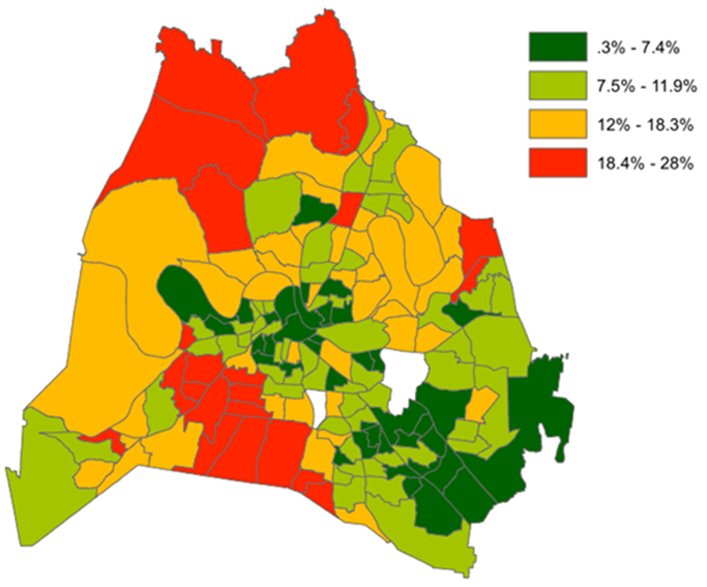 .3% - 7.4%
7.5% - 11.9%
12% - 18.3%
18.4% - 28%